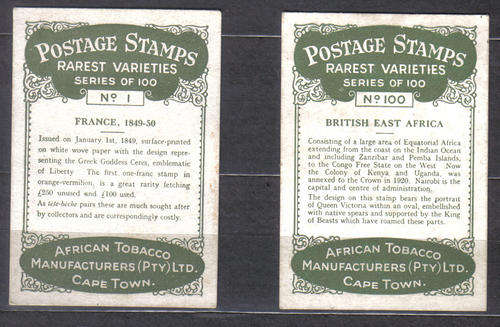 POSTAGE STAMPS
RAREST VARIETIES
SERIES OF 100
No 1
FRANCE, 1849-50
Issued on January 1st, 1849, surface-printed
on white wove paper with the design repre-
senting the Greek Goddess Ceres, emblematic
of Liberty The first one-franc stamp in
orange-vermilion, is a great rarity fetching
£250 unused and £100 used.
As tête-bêche pairs these are much sought after
by collectors and are correspondingly costly.
AFRICAN TOBACCO
MANUFACTURERS (PTY) LTD.
CAPE TOWN.
POSTAGE STAMPS
RAREST VARIETIES
SERIES OF 100
No 100
BRITISH EAST AFRICA
Consisting of a large area of Equatorial Africa
extending from the coast on the Indian Ocean
and including Zanzibar and Pemba Islands,
to the Congo Free State on the West Now
the Colony of Kenya and Uganda, was
annexed to the Crown in 1920. Nairobi is the
capital and centre of administration.
The design on this stamp bears the portrait
of Queen Victoria within an oval, embellished
with native spears and supported by the King
of Beasts which have roamed these parts.
AFRICAN TOBACCO
MANUFACTURERS (PTY) LTD.
CAPE TOWN.